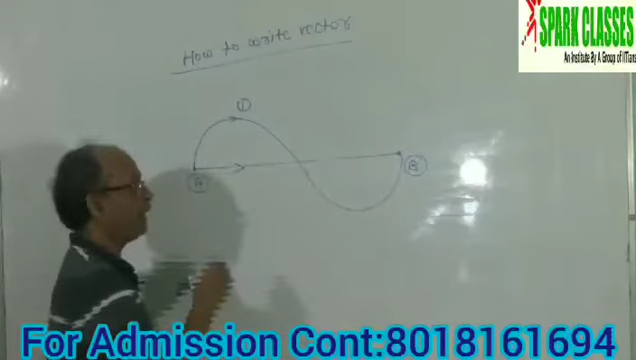 SPARK CLASSES
An Institute By A Group of IITians
How to write vector
①
A
B
For Admission Cont:8018161694